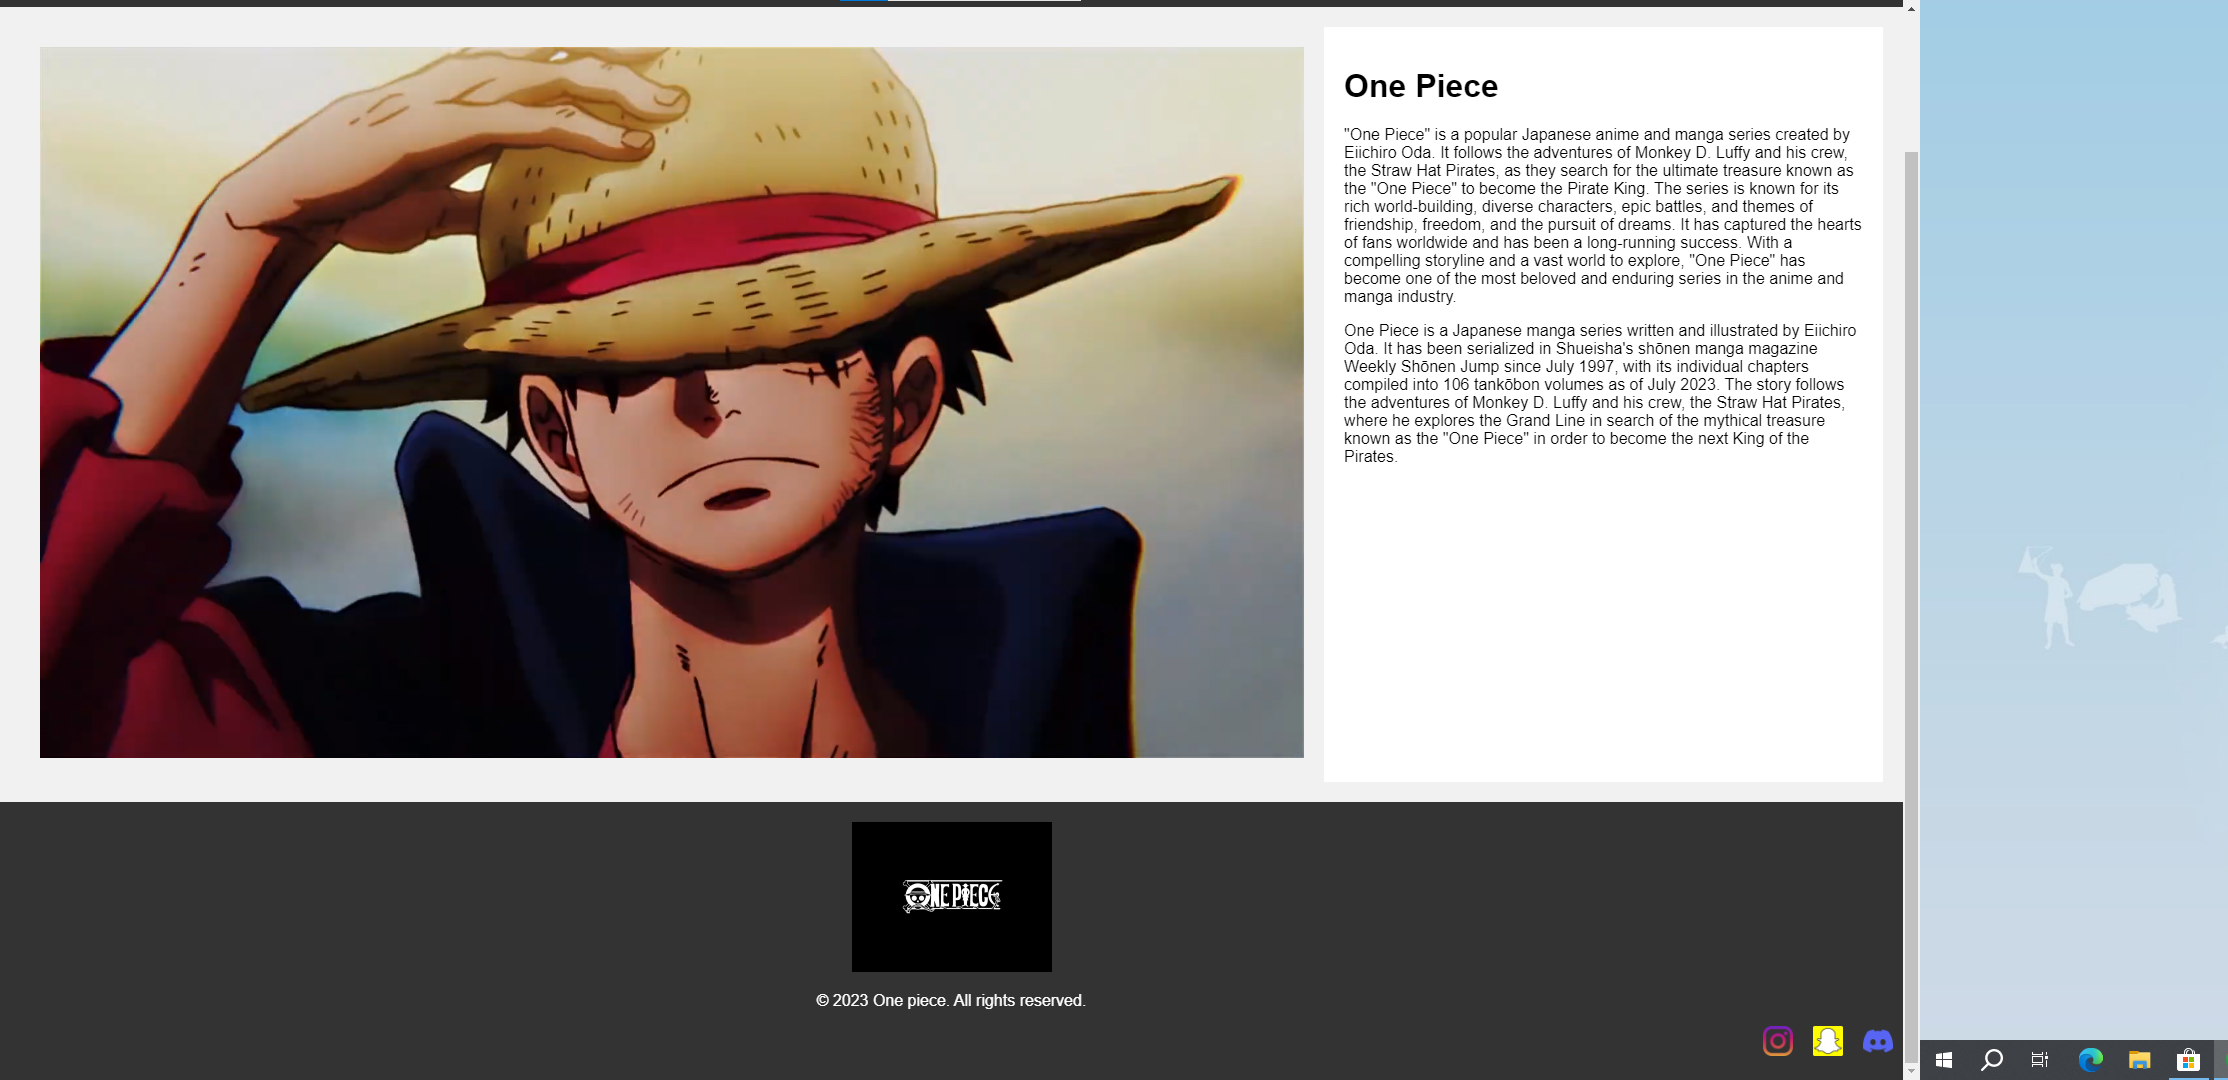 One Piece
"One Piece" is a popular Japanese anime and manga series created by
Eiichiro Oda. It follows the adventures of Monkey D. Luffy and his crew,
the Straw Hat Pirates, as they search for the ultimate treasure known as
the "One Piece" to become the Pirate King. The series is known for its
rich world-building, diverse characters, epic battles, and themes of
friendship, freedom, and the pursuit of dreams. It has captured the hearts
of fans worldwide and has been a long-running success. With a
compelling storyline and a vast world to explore, "One Piece" has
become one of the most beloved and enduring series in the anime and
manga industry.
One Piece is a Japanese manga series written and illustrated by Eiichiro
Oda. It has been serialized in Shueisha's shōnen manga magazine
Weekly Shōnen Jump since July 1997, with its individual chapters
compiled into 106 tankōbon volumes as of July 2023. The story follows
the adventures of Monkey D. Luffy and his crew, the Straw Hat Pirates,
where he explores the Grand Line in search of the mythical treasure
known as the "One Piece" in order to become the next King of the
Pirates.
ONE PIECE
© 2023 One piece. All rights reserved.